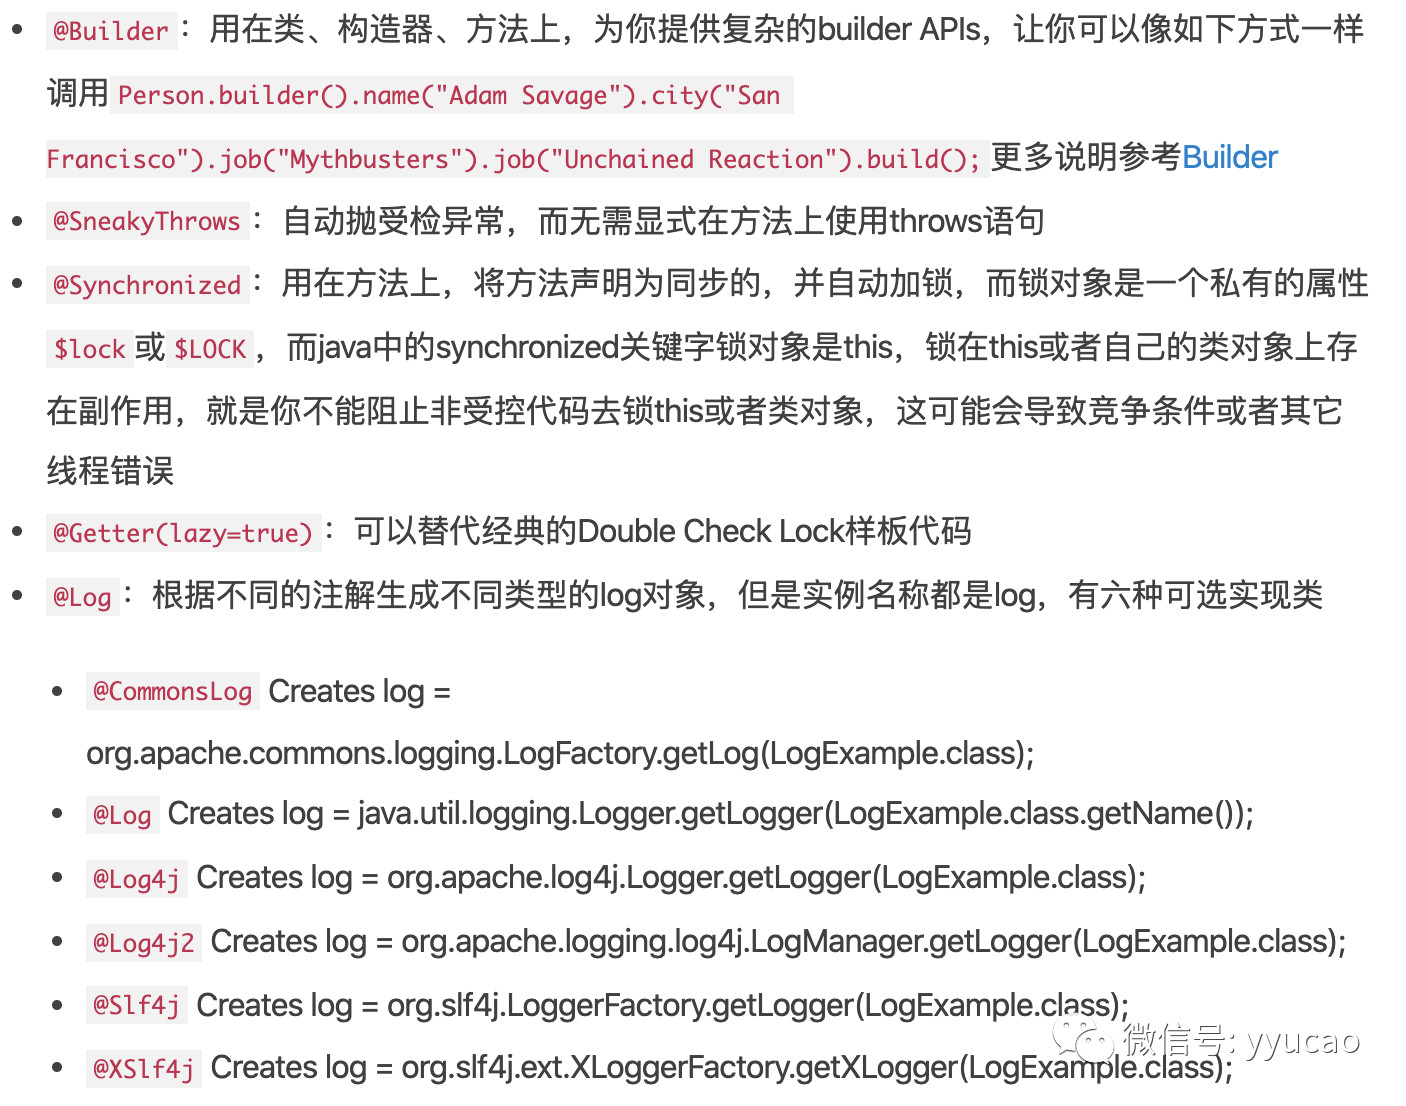 @Builder：用在类、构造器、方法上，为你提供复杂的builder APIs，让你可以像如下方式一样
调用Person.builder().name("Adam Savage").city("San
Francisco").job("Mythbusters").job("Unchained Reaction").build();更多说明参考Builder
@SneakyThrows：自动抛受检异常，而无需显式在方法上使用throws语句
@Synchronized：用在方法上，将方法声明为同步的，并自动加锁，而锁对象是一个私有的属性
$lock或$LOCK，而java中的synchronized关键字锁对象是this，锁在this或者自己的类对象上存
在副作用，就是你不能阻止非受控代码去锁this或者类对象，这可能会导致竞争条件或者其它
线程错误
@Getter(lazy=true)：可以替代经典的Double Check Lock样板代码
@Log：根据不同的注解生成不同类型的log对象，但是实例名称都是log，有六种可选实现类
@CommonsLog Creates log =
org.apache.commons.logging.LogFactory.getLog(LogExample.class);
@Log Creates log = java.util.logging.Logger.getLogger(LogExample.class.getName());
@Log4j Creates log = org.apache.log4j.Logger.getLogger(LogExample.class);
@Log4j2 Creates log = org.apache.logging.log4j.LogManager.getLogger(LogExample.class);
@Slf4j Creates log = org.slf4j.LoggerFactory.getLogger(LogExample.class);
微信号: yyucao
@XSlf4j Creates log = org.slf4j.ext.XLoggerFactory.getXLogger(LogExample.class);